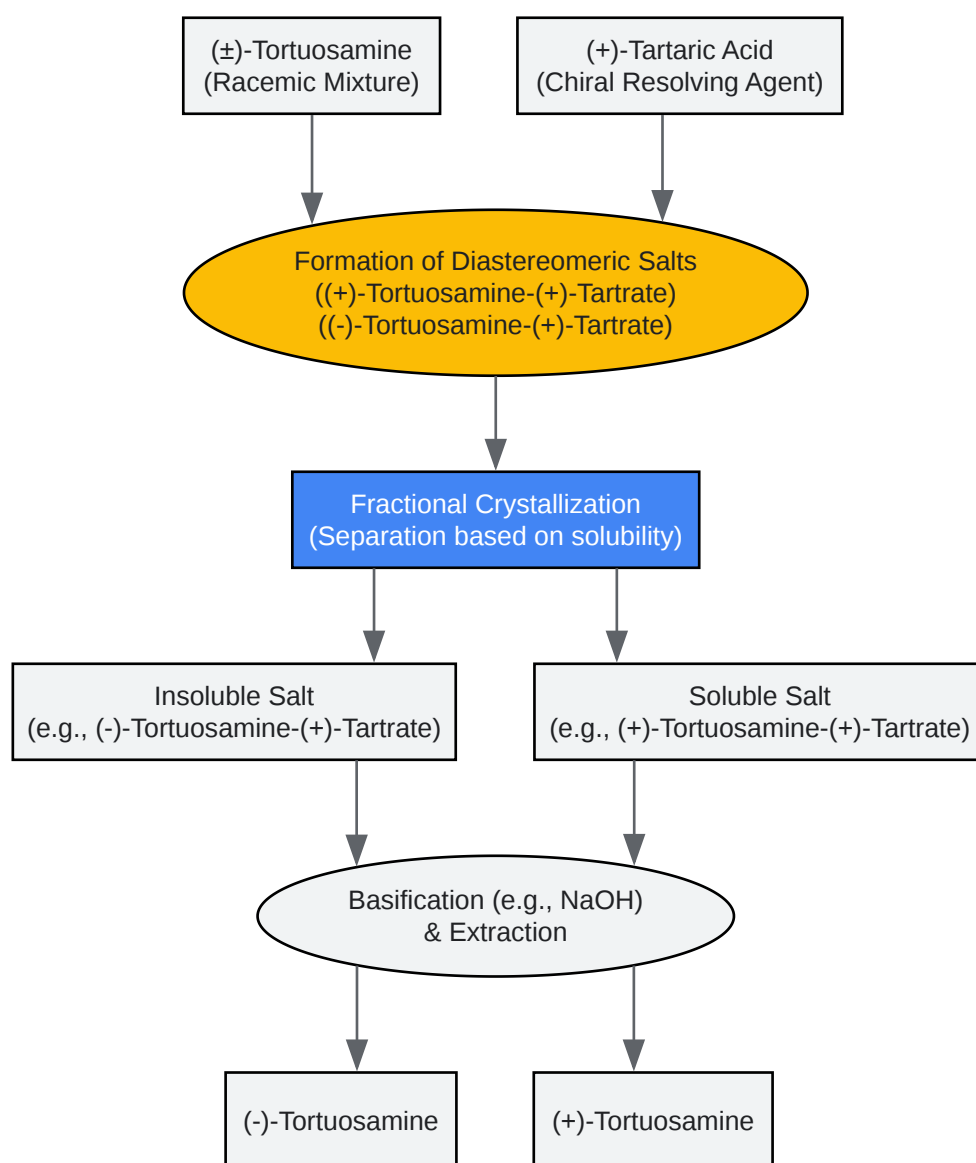 (±)-Tortuosamine
(Racemic Mixture)
(+)-Tartaric Acid
(Chiral Resolving Agent)
Formation of Diastereomeric Salts
((+)-Tortuosamine-(+)-Tartrate)
((-)-Tortuosamine-(+)-Tartrate)
Fractional Crystallization
(Separation based on solubility)
Insoluble Salt
(e.g., (-)-Tortuosamine-(+)-Tartrate)
Soluble Salt
(e.g., (+)-Tortuosamine-(+)-Tartrate)
Basification (e.g., NaOH)
& Extraction
(-)-Tortuosamine
(+)-Tortuosamine